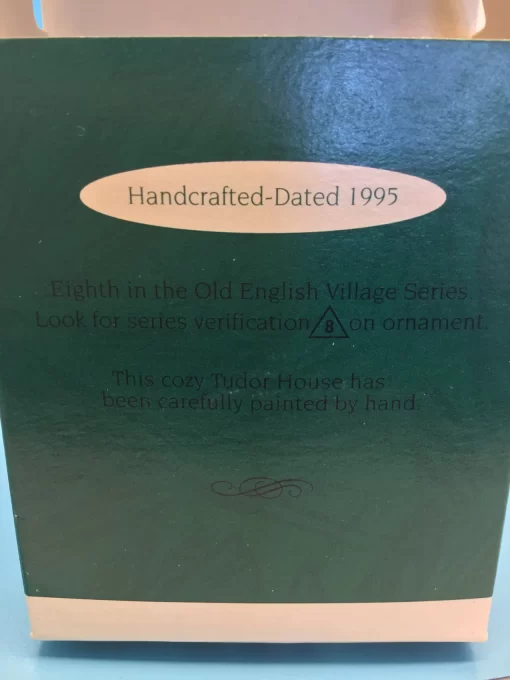 Handcrafted-Dated 1995
Eighth in the Old English Village Series.
Look for series verification 8 on ornament.
This cozy Tudor House has
been carefully painted by hand.